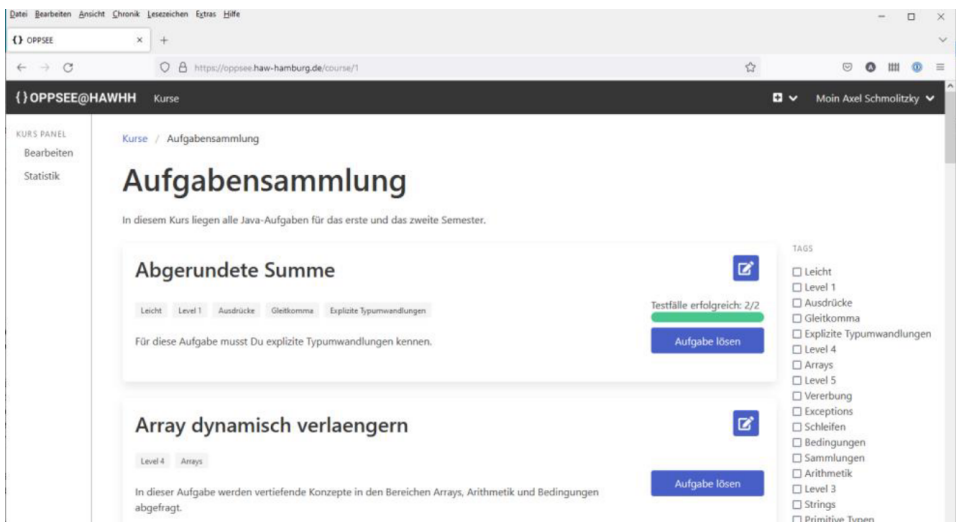 Datei Bearbeiten Ansicht Chronik Lesezeichen Extras Hilfe
{} OPPSEE
https://oppsee.haw-hamburg.de/course/1
{}OPPSEE@HAWHH Kurse Moin Axel Schmolitzky
KURS PANEL
Bearbeiten
Statistik
Kurse / Aufgabensammlung
Aufgabensammlung
In diesem Kurs liegen alle Java-Aufgaben für das erste und das zweite Semester.
Abgerundete Summe
Leicht Level 1 Ausdrücke Gleitkomma Explizite Typumwandlungen
Für diese Aufgabe musst Du explizite Typumwandlungen kennen.
Testfälle erfolgreich: 2/2
Aufgabe lösen
Array dynamisch verlaengern
Level 4 Arrays
In dieser Aufgabe werden vertiefende Konzepte in den Bereichen Arrays, Arithmetik und Bedingungen
abgefragt.
Aufgabe lösen
TAGS
Leicht
Level 1
Ausdrücke
Gleitkomma
Explizite Typumwandlungen
Level 4
Arrays
Level 5
Vererbung
Exceptions
Schleifen
Bedingungen
Sammlungen
Arithmetik
Level 3
Strings
Primitive Typen